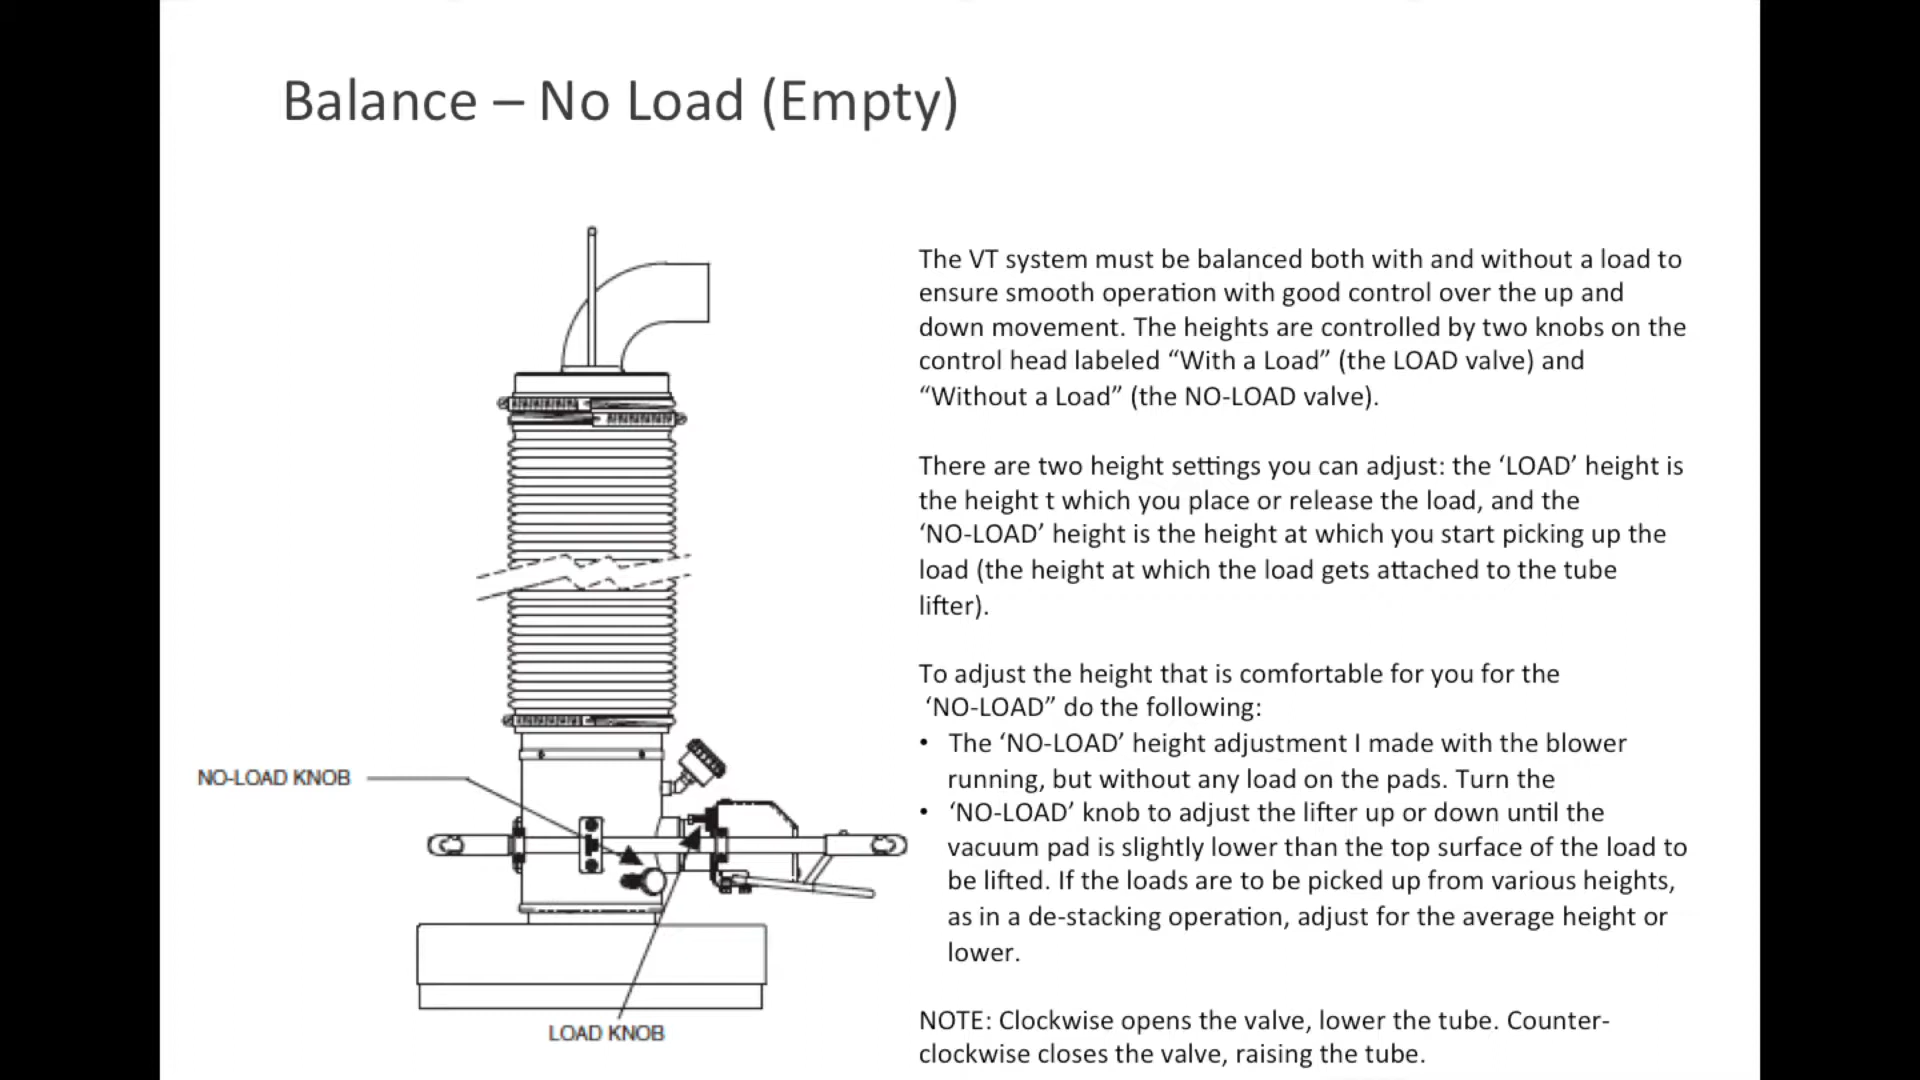 Balance – No Load (Empty)
The VT system must be balanced both with and without a load to
ensure smooth operation with good control over the up and
down movement. The heights are controlled by two knobs on the
control head labeled “With a Load” (the LOAD valve) and
“Without a Load” (the NO-LOAD valve).
There are two height settings you can adjust: the ‘LOAD’ height is
the height t which you place or release the load, and the
‘NO-LOAD’ height is the height at which you start picking up the
load (the height at which the load gets attached to the tube
lifter).
To adjust the height that is comfortable for you for the
‘NO-LOAD” do the following:
• The ‘NO-LOAD’ height adjustment I made with the blower
running, but without any load on the pads. Turn the
• ‘NO-LOAD’ knob to adjust the lifter up or down until the
vacuum pad is slightly lower than the top surface of the load to
be lifted. If the loads are to be picked up from various heights,
as in a de-stacking operation, adjust for the average height or
lower.
NOTE: Clockwise opens the valve, lower the tube. Counter-
clockwise closes the valve, raising the tube.
NO-LOAD KNOB
LOAD KNOB